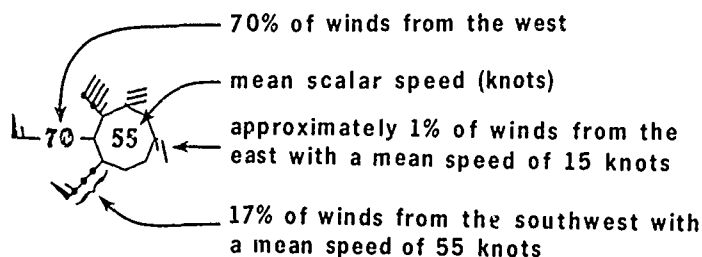 70% of winds from the west
mean scalar speed (knots)
70
55
approximately 1% of winds from the
east with a mean speed of 15 knots
17% of winds from the southwest with
a mean speed of 55 knots